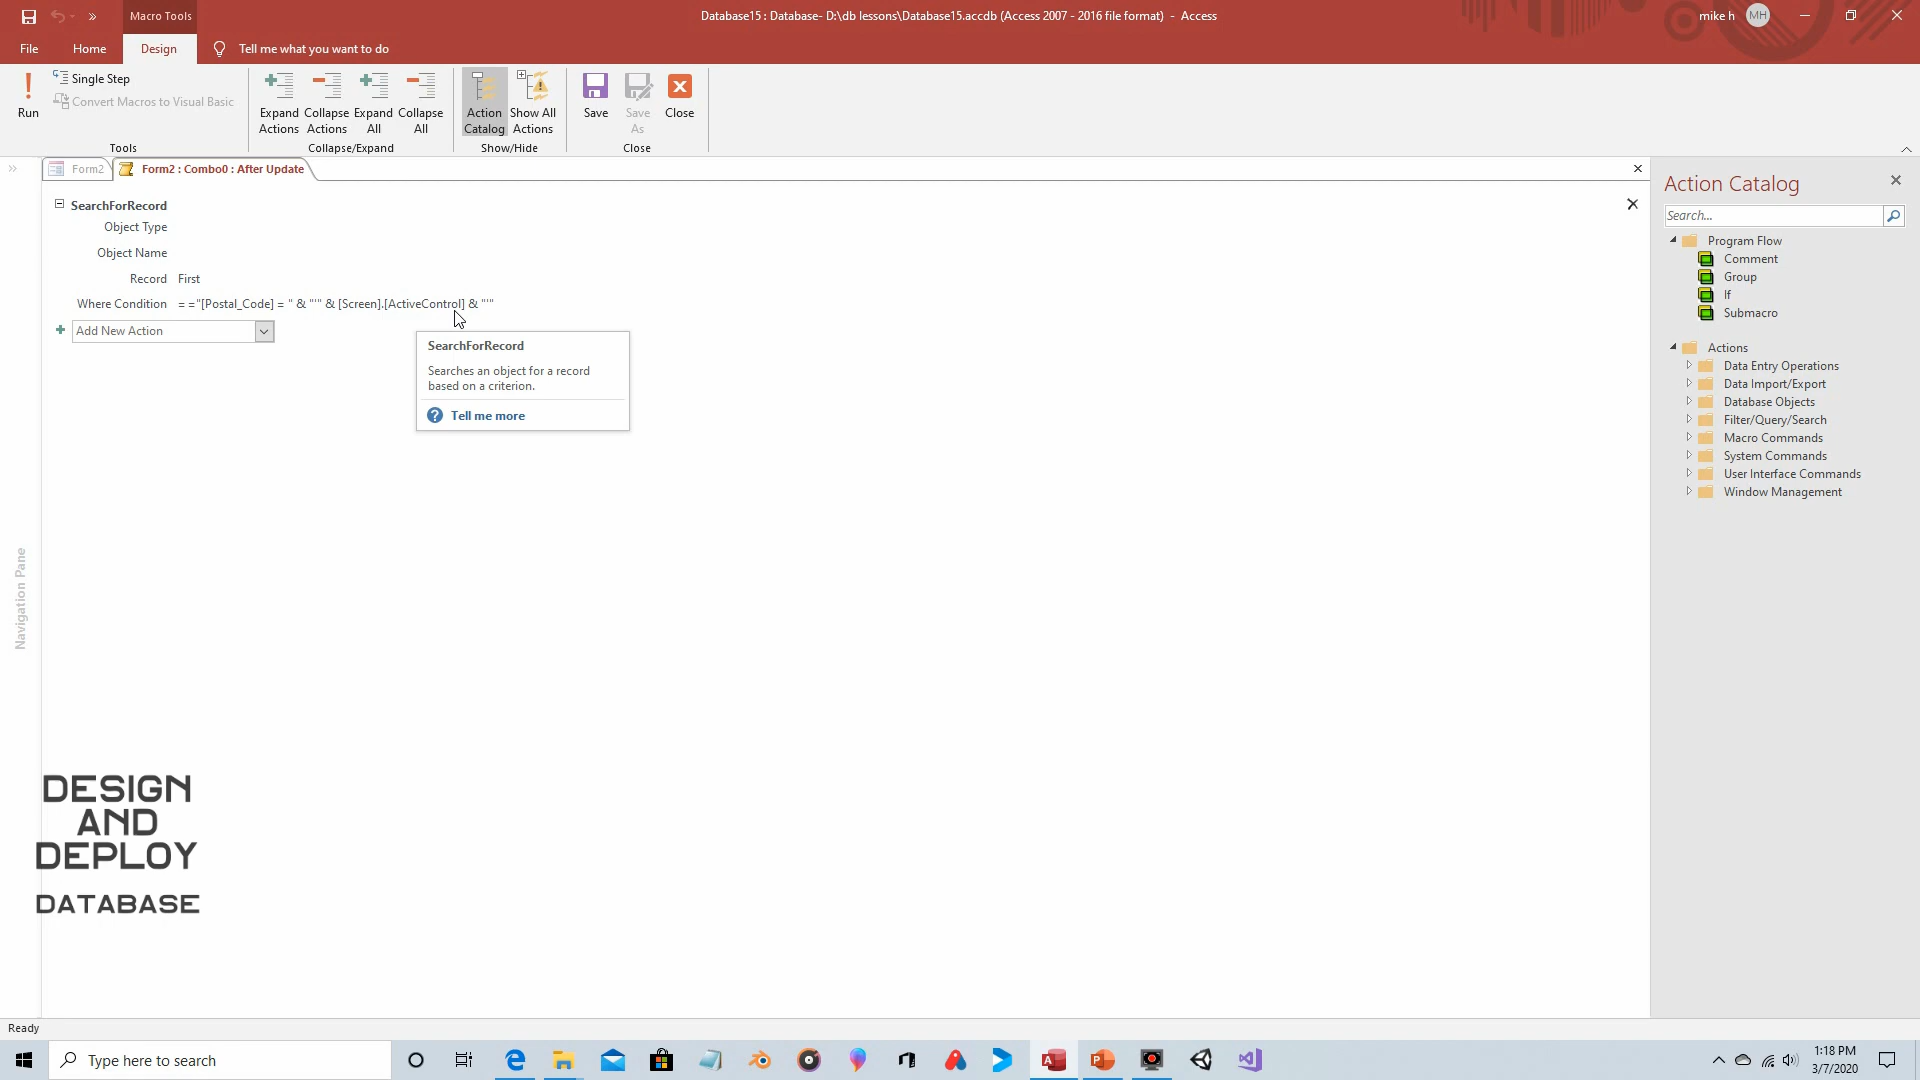 Macro Tools
Database15 : Database- D:\db lessons\Database15.accdb (Access 2007 - 2016 file format)  -  Access
mike h
MH
File
Home
Design
Tell me what you want to do
Run
Single Step
Convert Macros to Visual Basic
Tools
Expand Actions
Collapse Actions
Expand All
Collapse All
Collapse/Expand
Action Catalog
Show All Actions
Show/Hide
Save
Save As
Close
Close
Form2
Form2 : Combo0 : After Update
SearchForRecord
Object Type
Object Name
Record First
Where Condition = ="[Postal_Code] = " & "'" & [Screen].[ActiveControl] & "'"
Add New Action
SearchForRecord
Searches an object for a record
based on a criterion.
Tell me more
Navigation Pane
DESIGN
AND
DEPLOY
DATABASE
Action Catalog
Search...
Program Flow
Comment
Group
If
Submacro
Actions
Data Entry Operations
Data Import/Export
Database Objects
Filter/Query/Search
Macro Commands
System Commands
User Interface Commands
Window Management
Ready
Type here to search
1:18 PM
3/7/2020